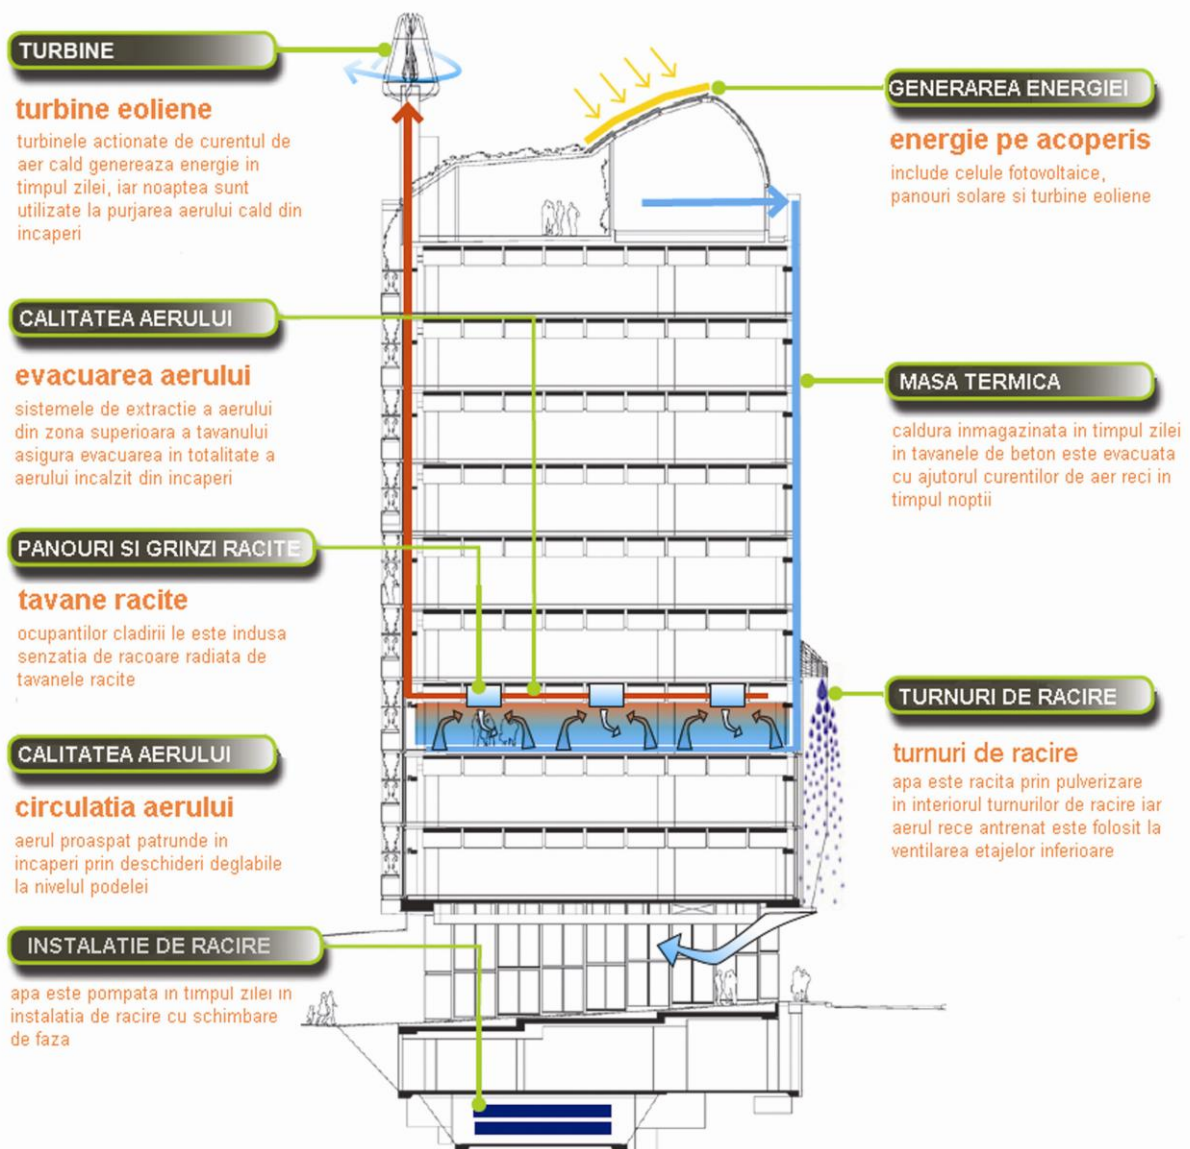 TURBINE
turbine eoliene
turbinele actionate de curentul de
aer cald genereaza energie in
timpul zilei, iar noaptea sunt
utilizate la purjarea aerului cald din
incaperi
CALITATEA AERULUI
evacuarea aerului
sistemele de extractie a aerului
din zona superioara a tavanului
asigura evacuarea in totalitate a
aerului incalzit din incaperi
PANOURI SI GRINZI RACITE
tavane racite
ocupantilor cladirii le este indusa
senzatia de racoare radiata de
tavanele racite
CALITATEA AERULUI
circulatia aerului
aerul proaspat patrunde in
incaperi prin deschideri deglabile
la nivelul podelei
INSTALATIE DE RACIRE
apa este pompata in timpul zilei in
instalatia de racire cu schimbare
de faza
GENERAREA ENERGIEI
energie pe acoperis
include celule fotovoltaice,
panouri solare si turbine eoliene
MASA TERMICA
caldura inmagazinata in timpul zilei
in tavanele de beton este evacuata
cu ajutorul curentilor de aer reci in
timpul noptii
TURNURI DE RACIRE
turnuri de racire
apa este racita prin pulverizare
in interiorul turnurilor de racire iar
aerul rece antrenat este folosit la
ventilarea etajelor inferioare